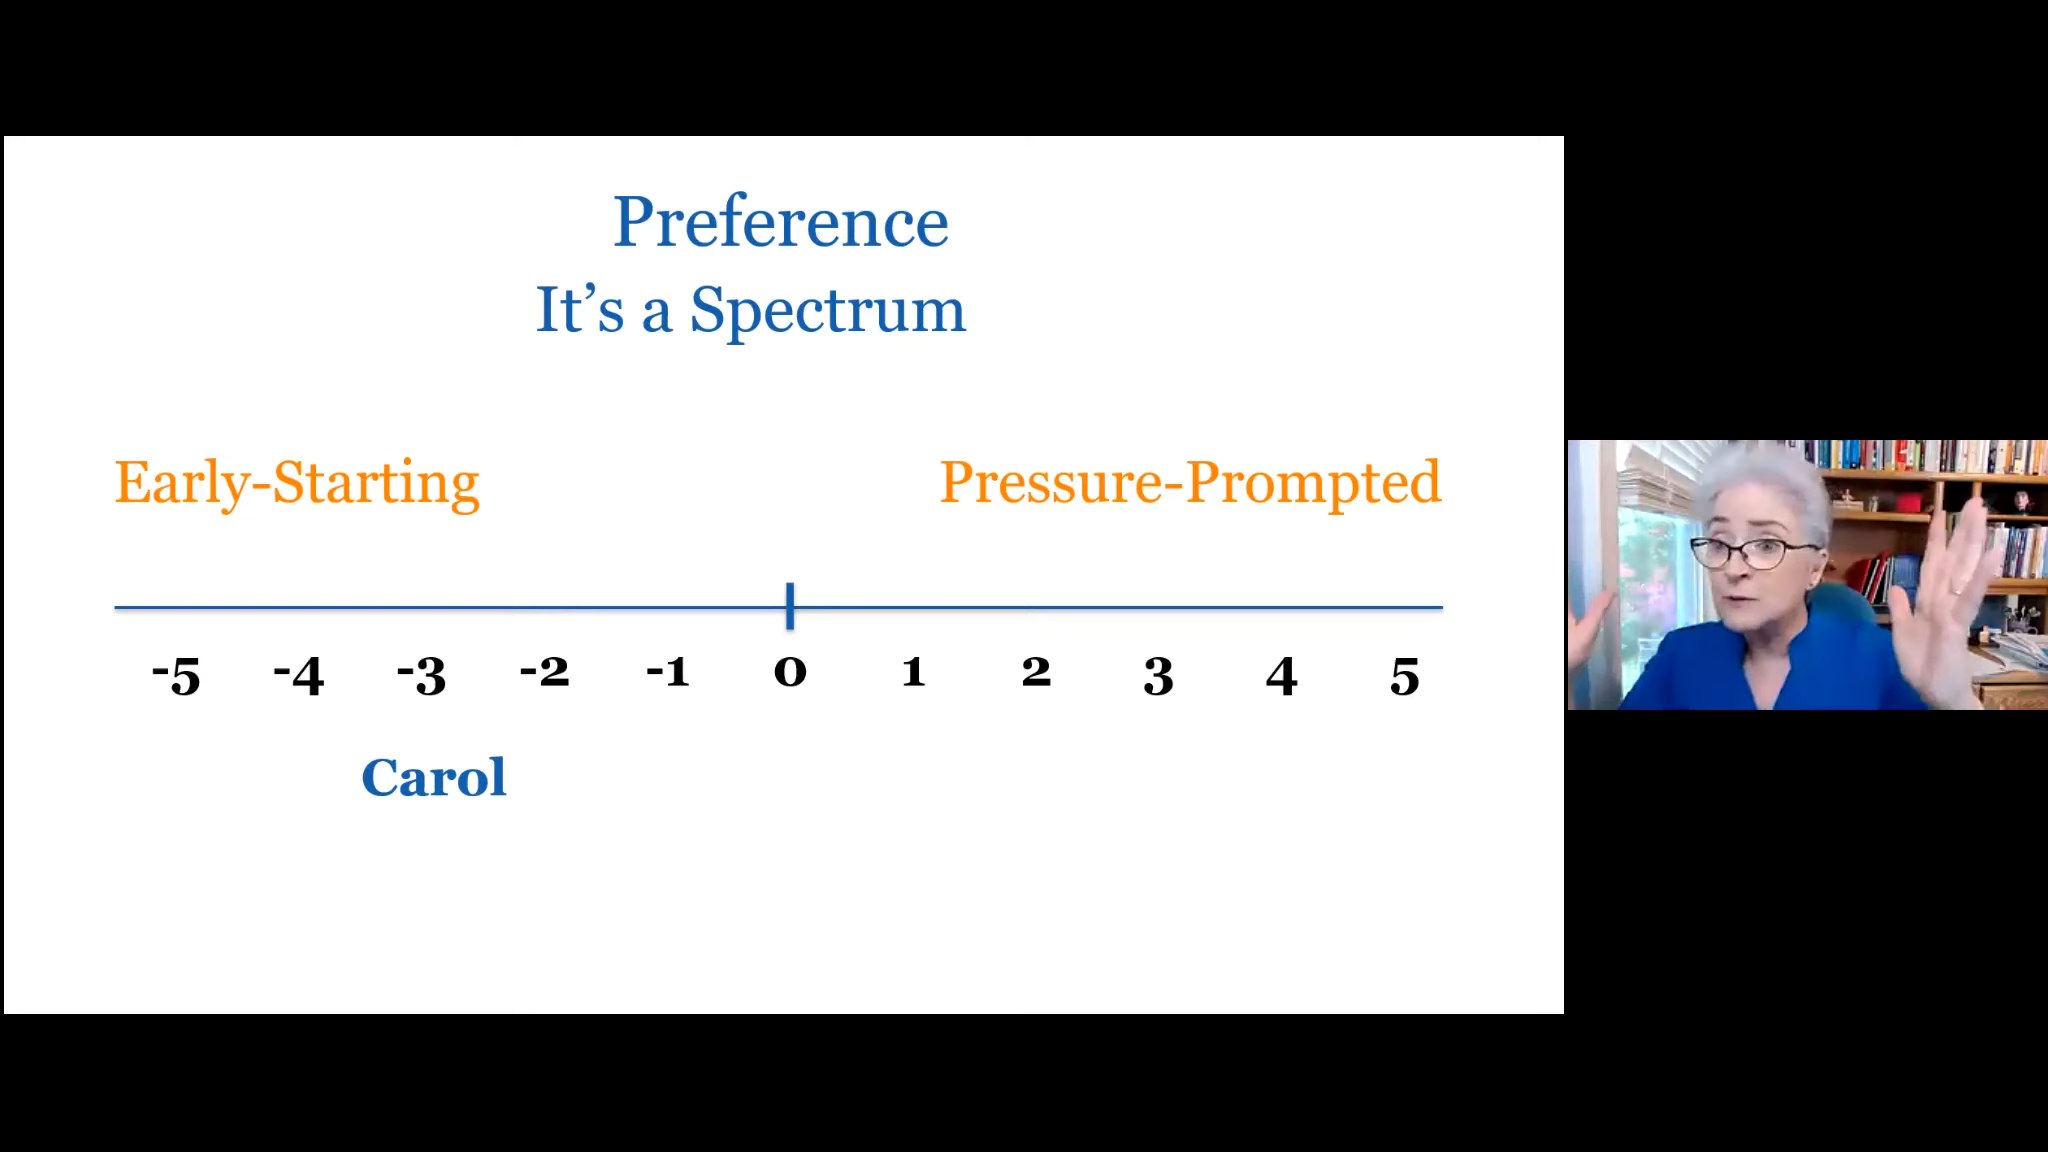 Preference
It’s a Spectrum
Early-Starting Pressure-Prompted
-5 -4 -3 -2 -1 0 1 2 3 4 5
Carol